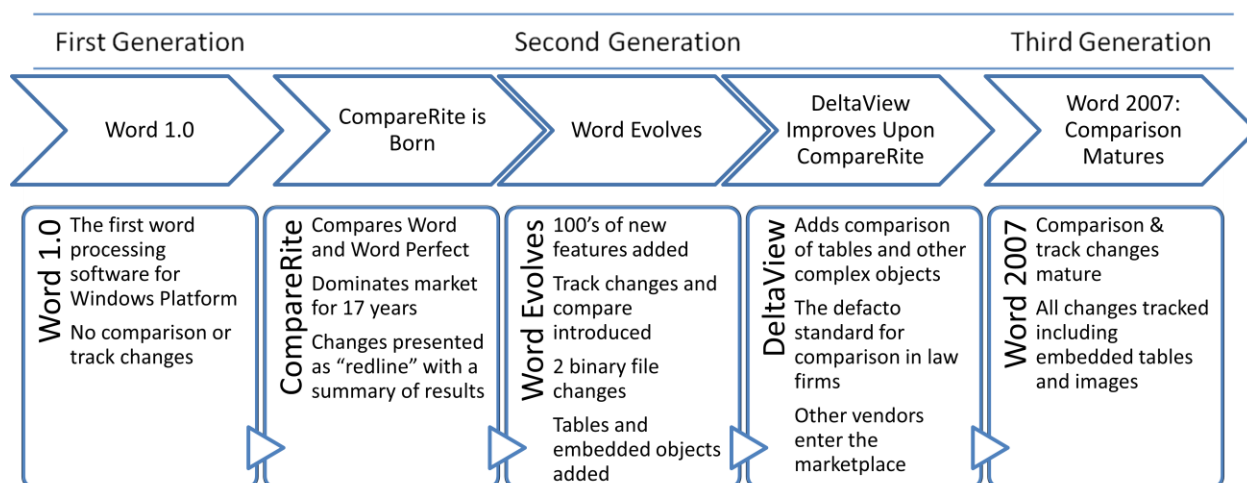 First Generation
Second Generation
Third Generation
Word 1.0
CompareRite is
Born
Word Evolves
DeltaView
Improves Upon
CompareRite
Word 2007:
Comparison
Matures
Word 1.0
The first word
processing
software for
Windows Platform
No comparison or
track changes
CompareRite
Compares Word
and Word Perfect
Dominates market
for 17 years
Changes presented
as “redline” with a
summary of results
Word Evolves
100’s of new
features added
Track changes and
compare
introduced
2 binary file
changes
Tables and
embedded objects
added
DeltaView
Adds comparison
of tables and other
complex objects
The defacto
standard for
comparison in law
firms
Other vendors
enter the
marketplace
Word 2007
Comparison &
track changes
mature
All changes tracked
including
embedded tables
and images